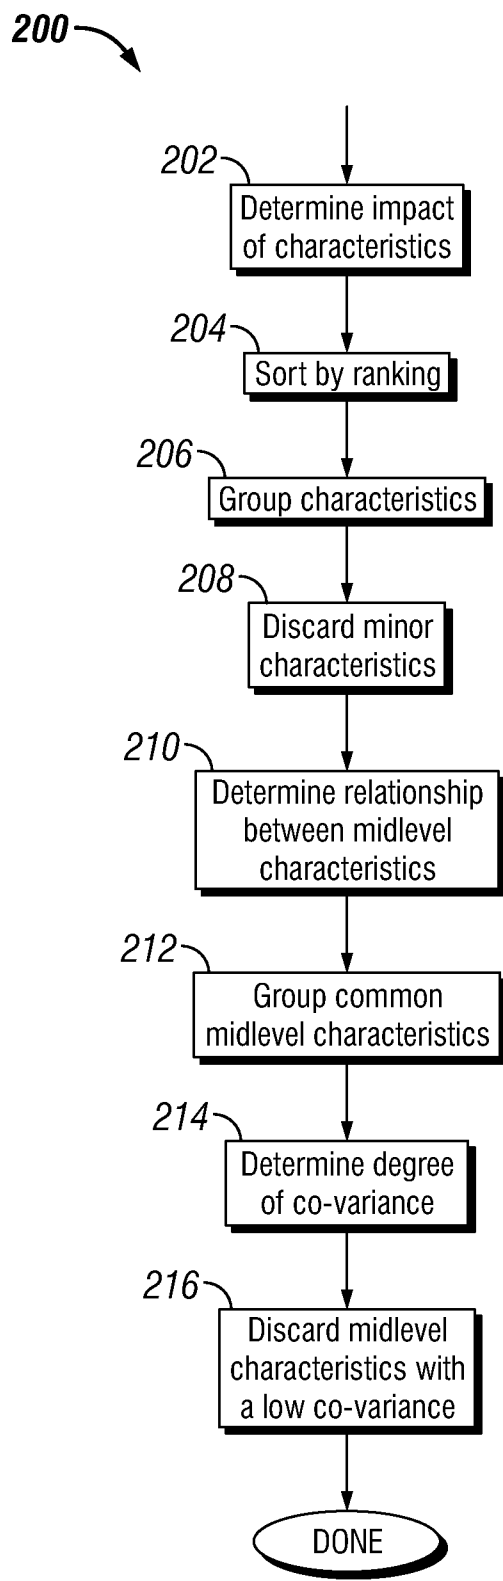 200
202
Determine impact
of characteristics
204
Sort by ranking
206
Group characteristics
208
Discard minor
characteristics
210
Determine relationship
between midlevel
characteristics
212
Group common
midlevel characteristics
214
Determine degree
of co-variance
216
Discard midlevel
characteristics with
a low co-variance
DONE